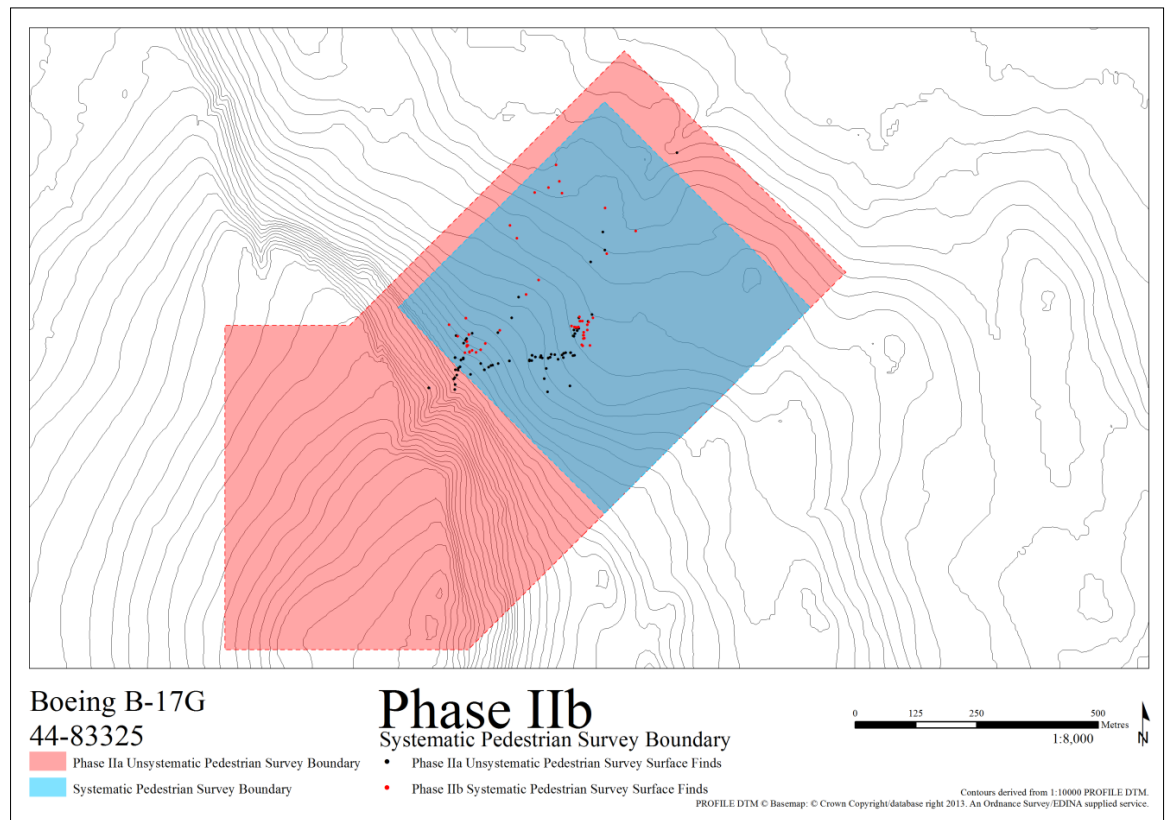 Boeing B-17G
44-83325
Phase IIa Unsystematic Pedestrian Survey Boundary
Systematic Pedestrian Survey Boundary
Phase IIb
Systematic Pedestrian Survey Boundary
Phase IIa Unsystematic Pedestrian Survey Surface Finds
Phase IIb Systematic Pedestrian Survey Surface Finds
0 125 250 500
Metres
1:8,000
N
Contours derived from 1:10000 PROFILE DTM.
PROFILE DTM © Basemap: © Crown Copyright/database right 2013. An Ordnance Survey/EDINA supplied service.